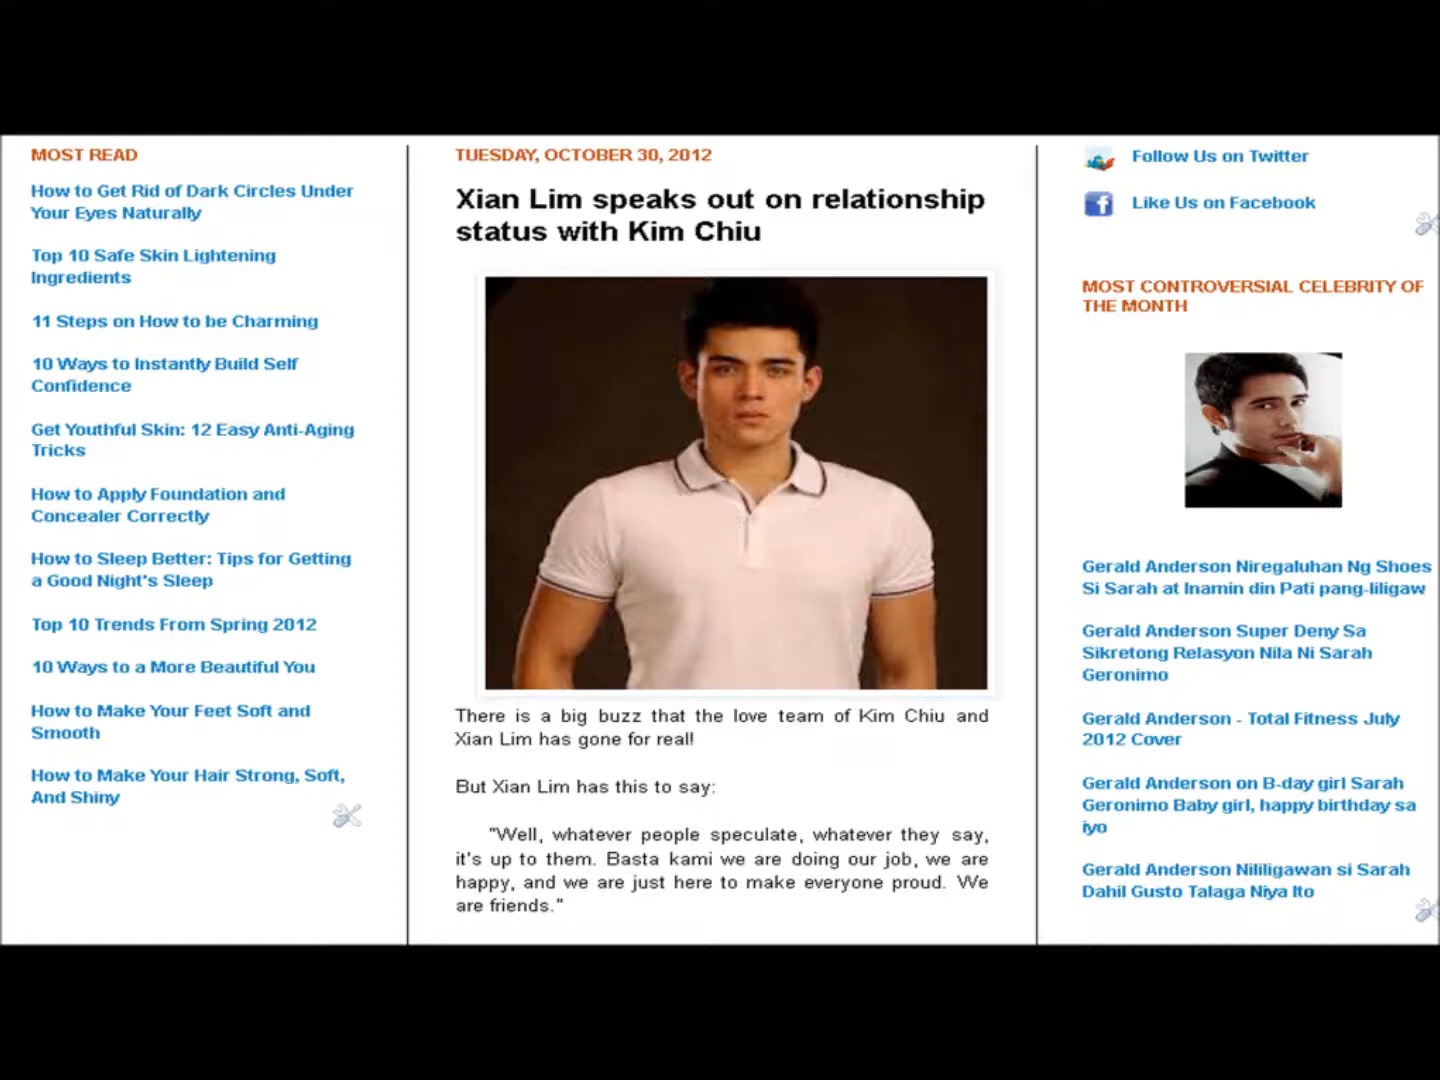 MOST READ
How to Get Rid of Dark Circles Under
Your Eyes Naturally
Top 10 Safe Skin Lightening
Ingredients
11 Steps on How to be Charming
10 Ways to Instantly Build Self
Confidence
Get Youthful Skin: 12 Easy Anti-Aging
Tricks
How to Apply Foundation and
Concealer Correctly
How to Sleep Better: Tips for Getting
a Good Night's Sleep
Top 10 Trends From Spring 2012
10 Ways to a More Beautiful You
How to Make Your Feet Soft and
Smooth
How to Make Your Hair Strong, Soft,
And Shiny
TUESDAY, OCTOBER 30, 2012
Xian Lim speaks out on relationship
status with Kim Chiu
There is a big buzz that the love team of Kim Chiu and
Xian Lim has gone for real!
But Xian Lim has this to say:
"Well, whatever people speculate, whatever they say,
it's up to them. Basta kami we are doing our job, we are
happy, and we are just here to make everyone proud. We
are friends."
Follow Us on Twitter
Like Us on Facebook
MOST CONTROVERSIAL CELEBRITY OF
THE MONTH
Gerald Anderson Niregaluhan Ng Shoes
Si Sarah at Inamin din Pati pang-liligaw
Gerald Anderson Super Deny Sa
Sikretong Relasyon Nila Ni Sarah
Geronimo
Gerald Anderson - Total Fitness July
2012 Cover
Gerald Anderson on B-day girl Sarah
Geronimo Baby girl, happy birthday sa
iyo
Gerald Anderson Nililigawan si Sarah
Dahil Gusto Talaga Niya Ito